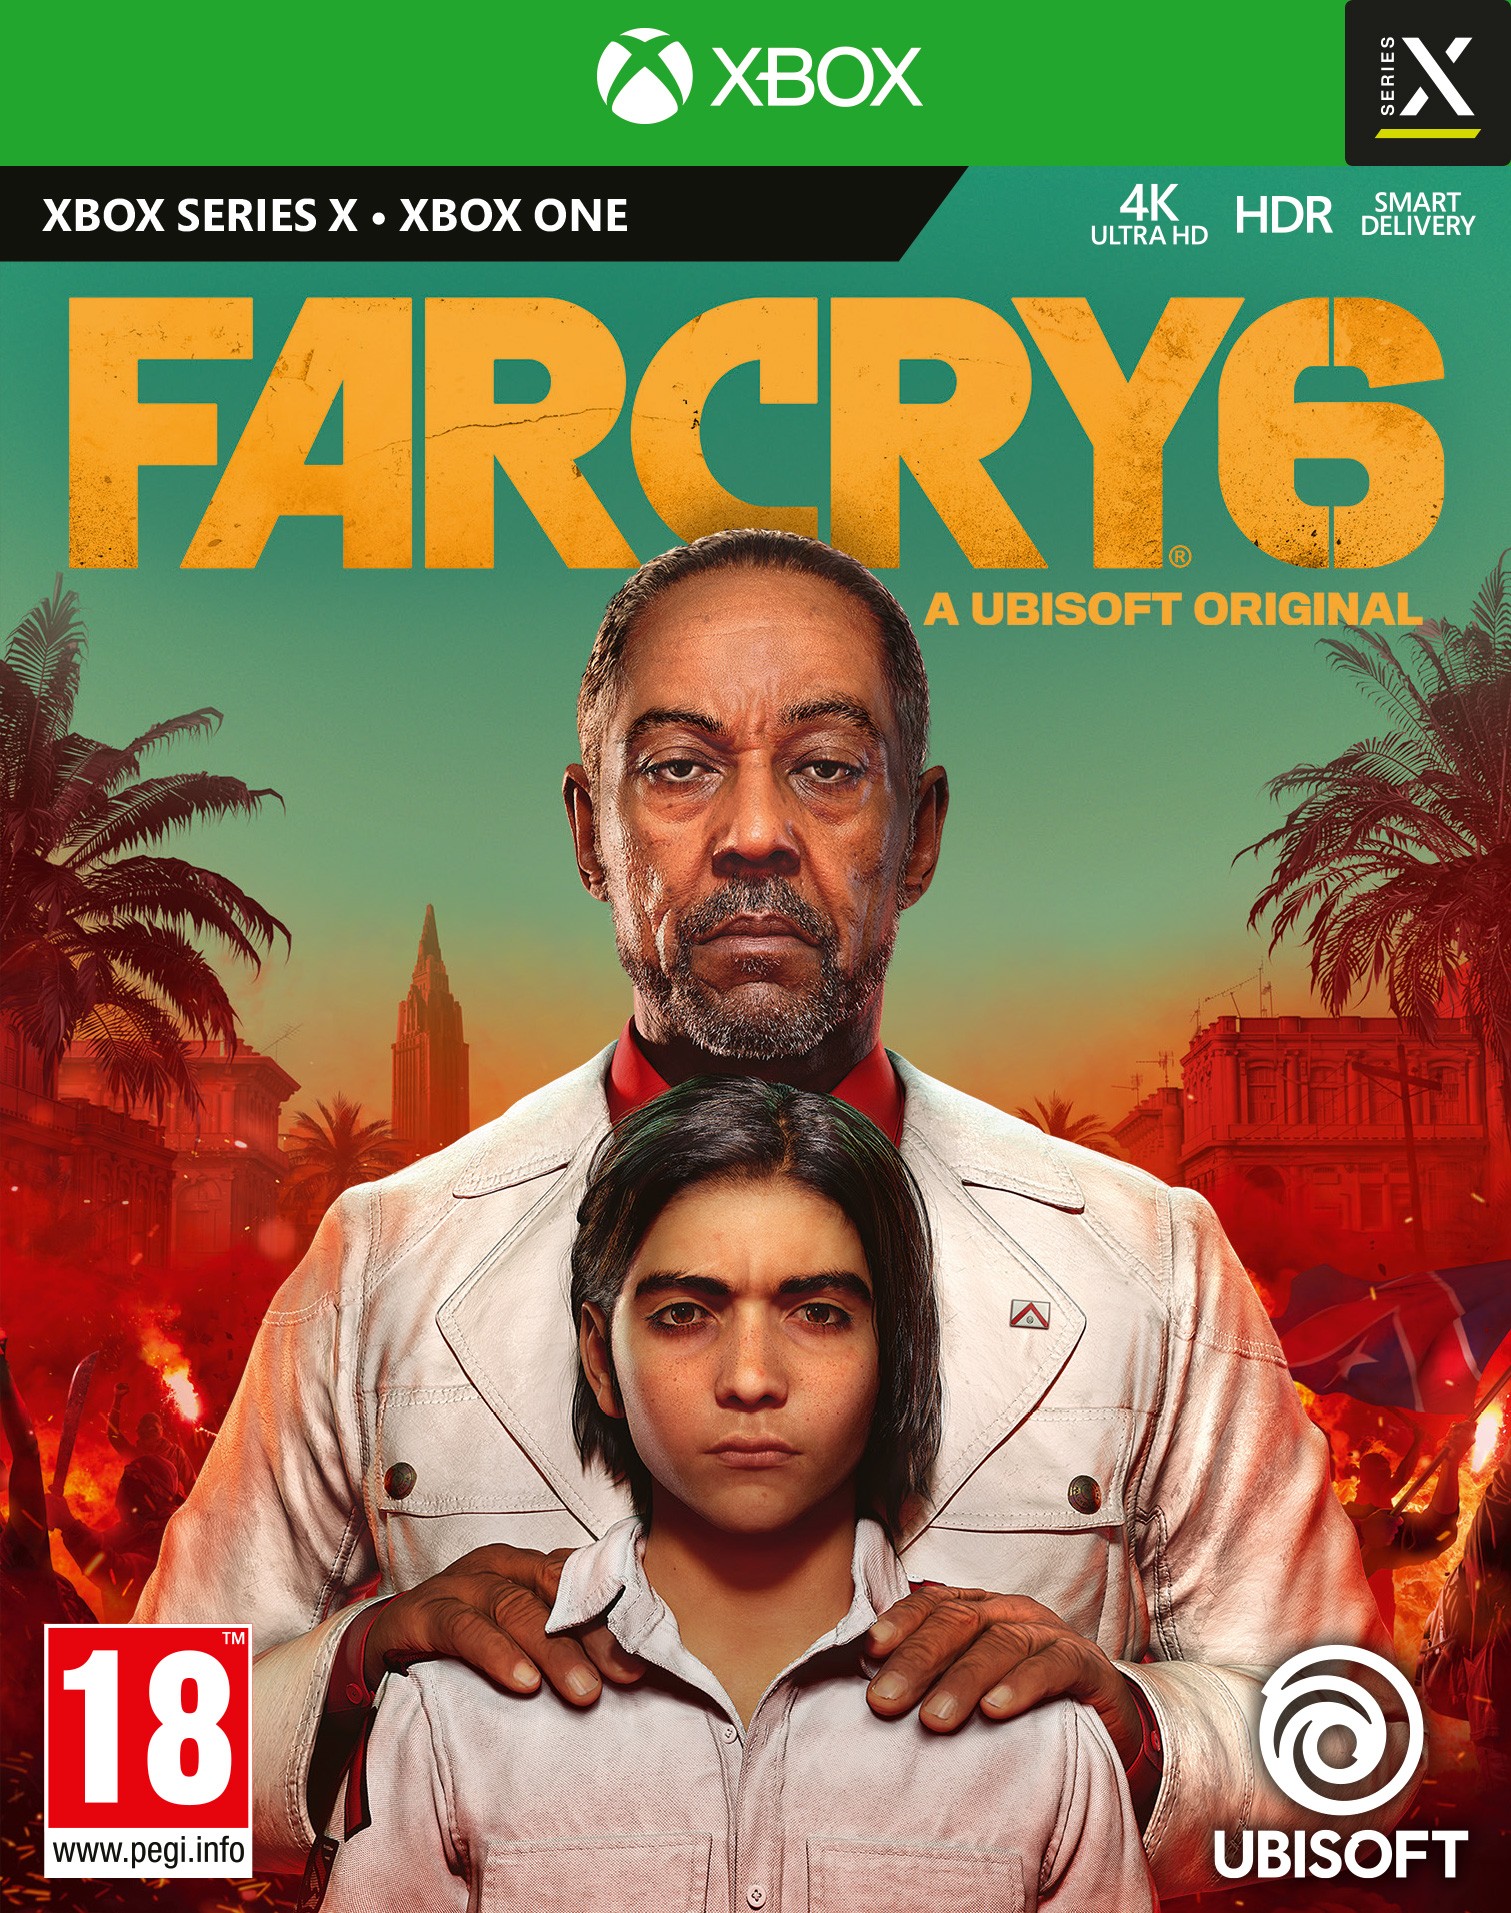 XBOX
SERIES X
XBOX SERIES X • XBOX ONE
4K
ULTRA HD
HDR
SMART
DELIVERY
FARCRY6®
A UBISOFT ORIGINAL
18™
www.pegi.info
UBISOFT